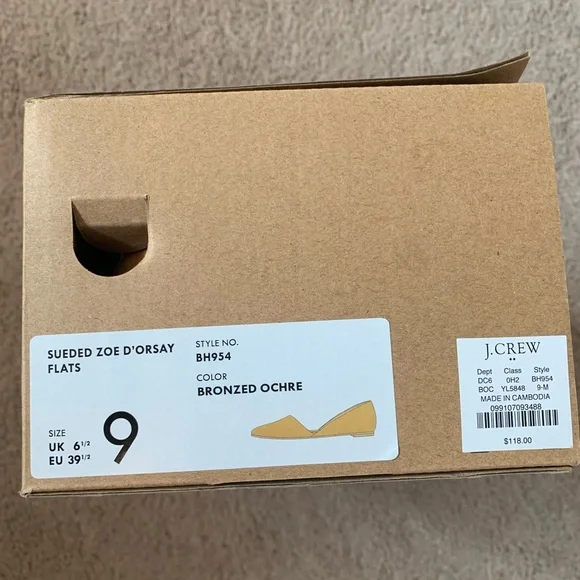 SUEDED ZOE D'ORSAY
FLATS
STYLE NO.
BH954
COLOR
BRONZED OCHRE
SIZE
UK 6 1/2
EU 39 1/2
9
J.CREW
Dept Class Style
DC6 0H2 BH954
BOC YL5848 9-M
MADE IN CAMBODIA
099107093488
$118.00